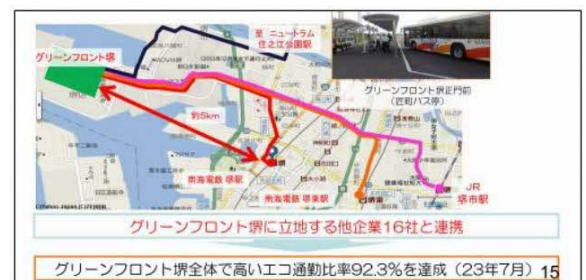 至 ニュートラム
住之江公園駅
グリーンフロント堺
グリーンフロント堺正門前
(匠町バス停)
約5km
南海電鉄 堺駅
南海電鉄 堺東駅
JR
堺市駅
グリーンフロント堺に立地する他企業16社と連携
グリーンフロント堺全体で高いエコ通勤比率92.3%を達成(23年7月)
15